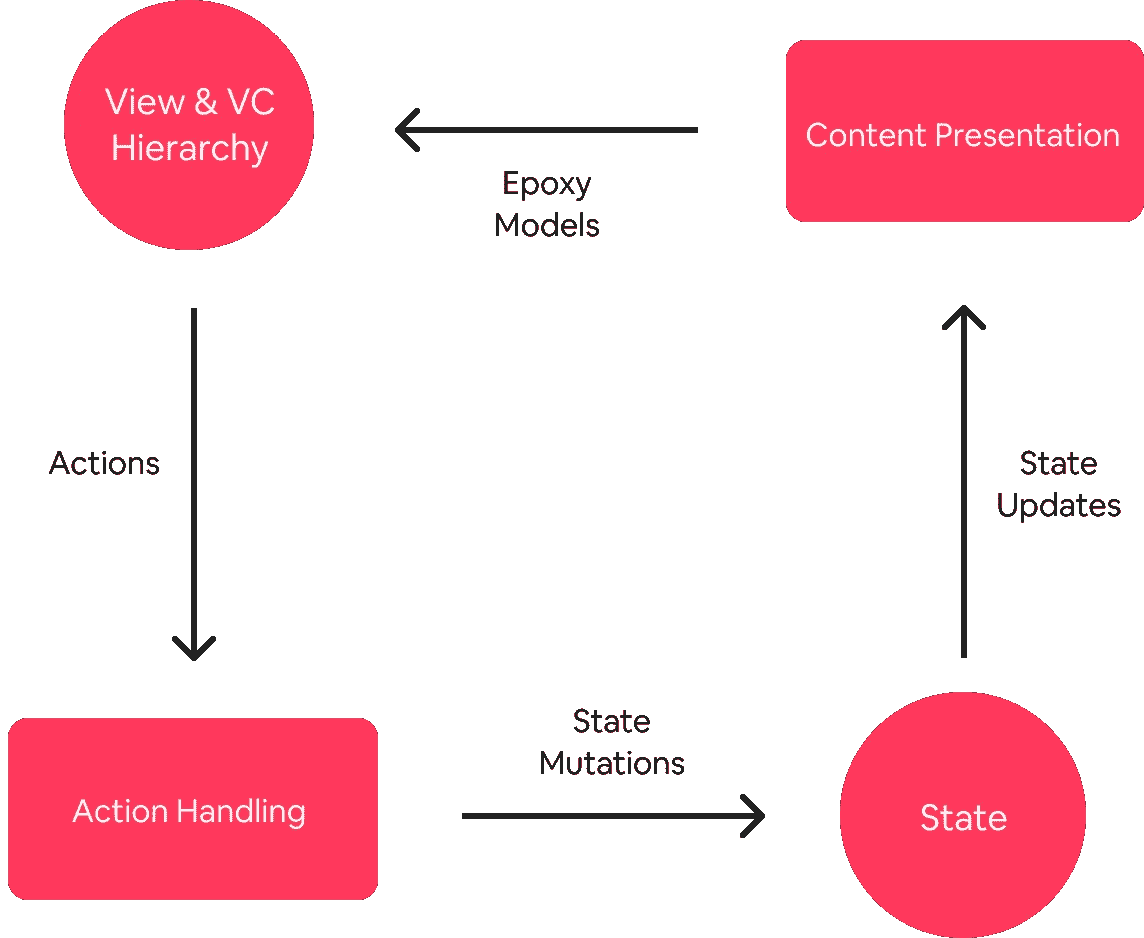 View & VC
Hierarchy
Content Presentation
Epoxy
Models
Actions
State
Updates
State
Mutations
Action Handling
State